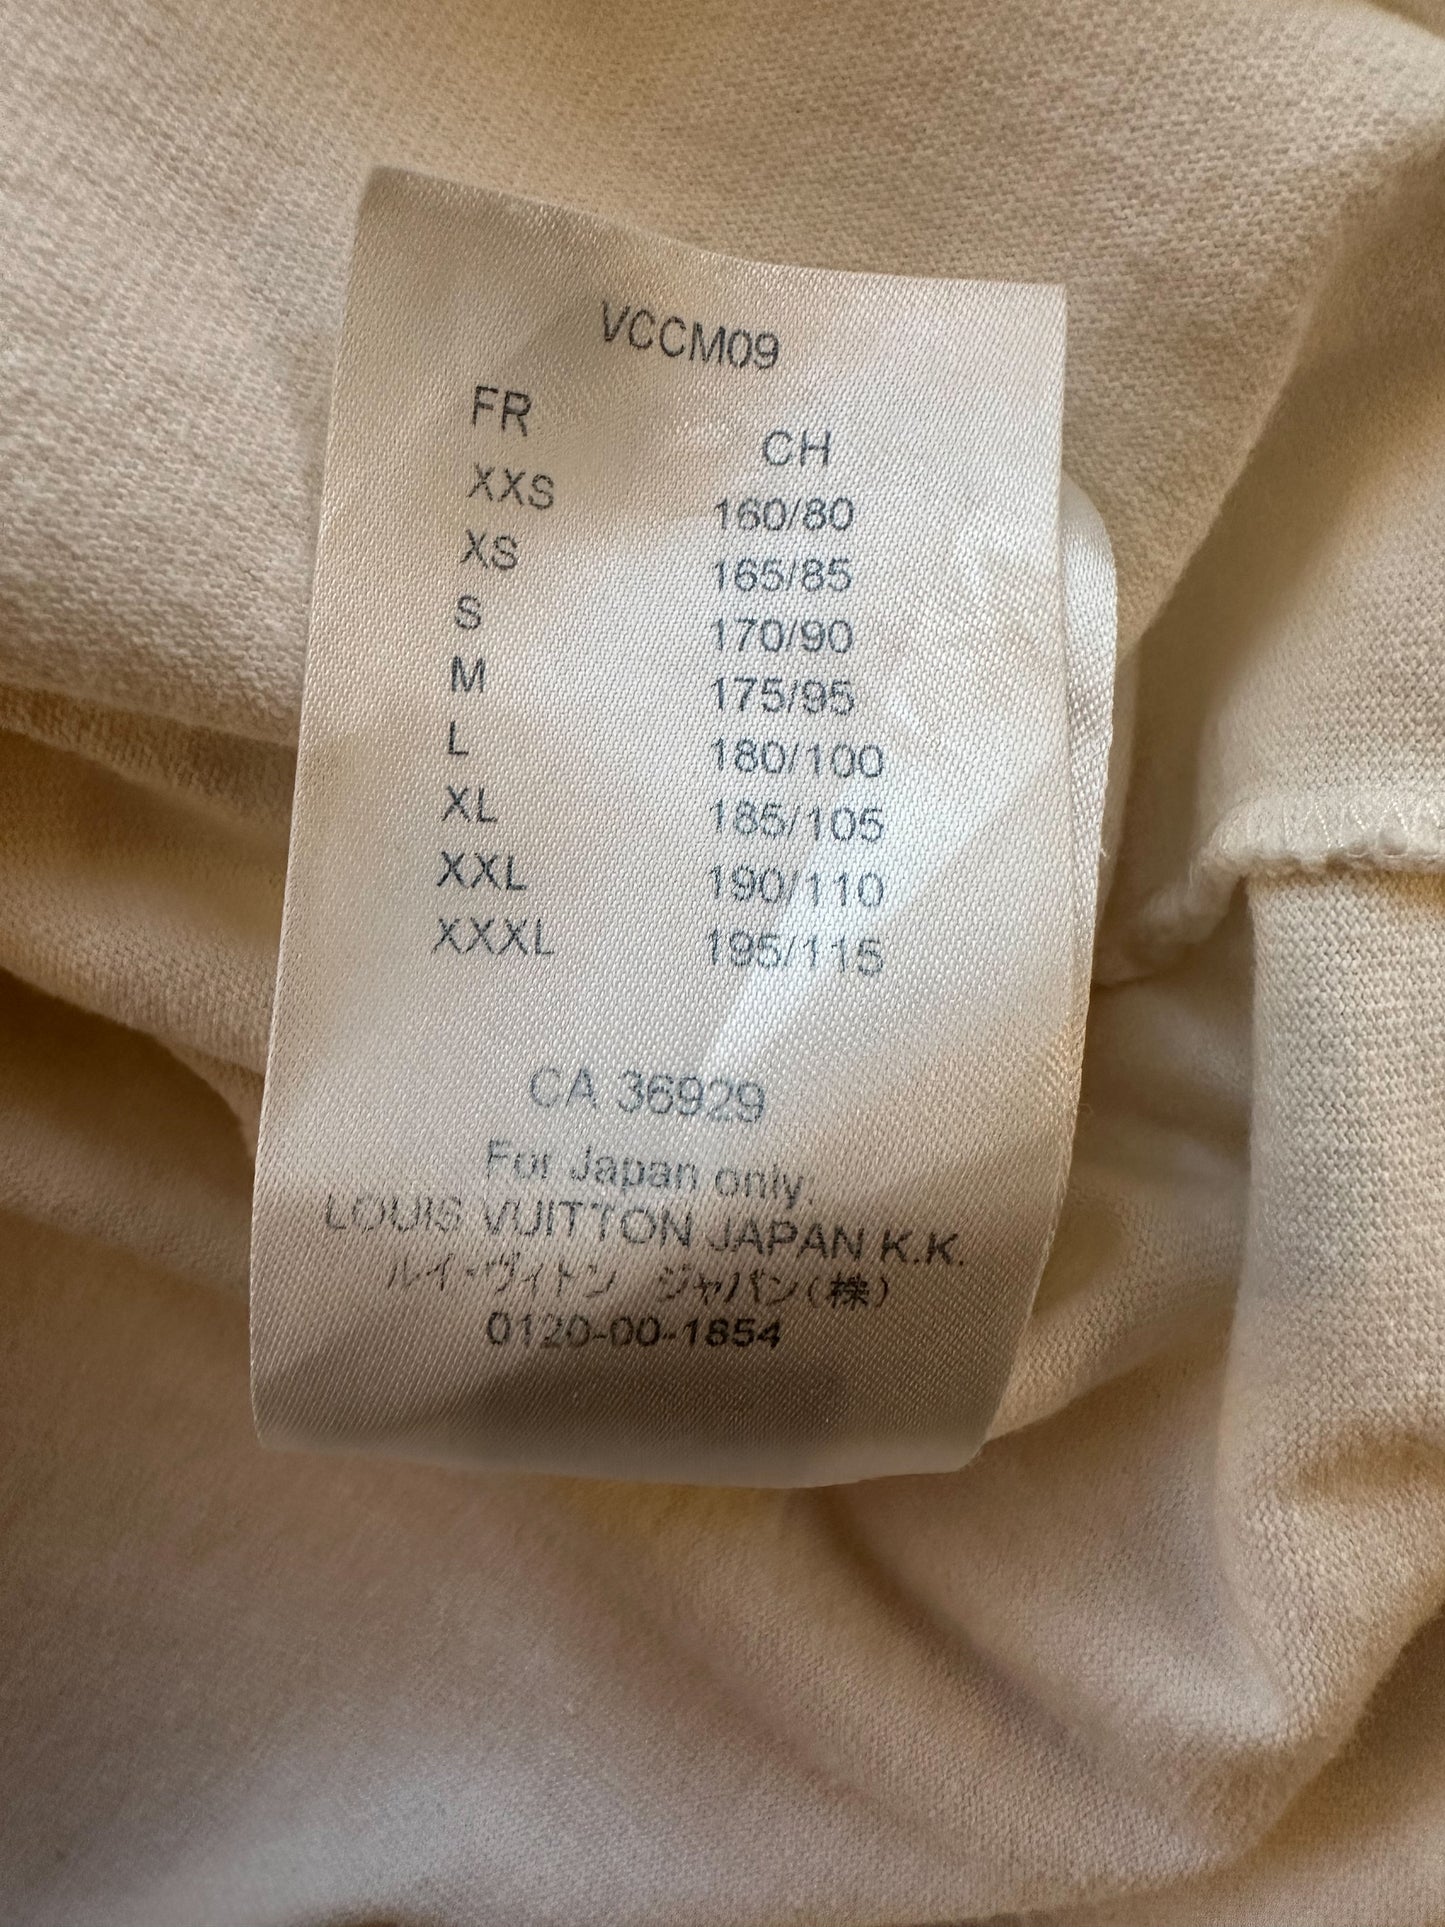 VCCM09
FR CH
XXS 160/80
XS 165/85
S 170/90
M 175/95
L 180/100
XL 185/105
XXL 190/110
XXXL 195/115
CA 36929
For Japan only.
LOUIS VUITTON JAPAN K.K.
ルイ・ヴィトン ジャパン(株)
0120-00-1854